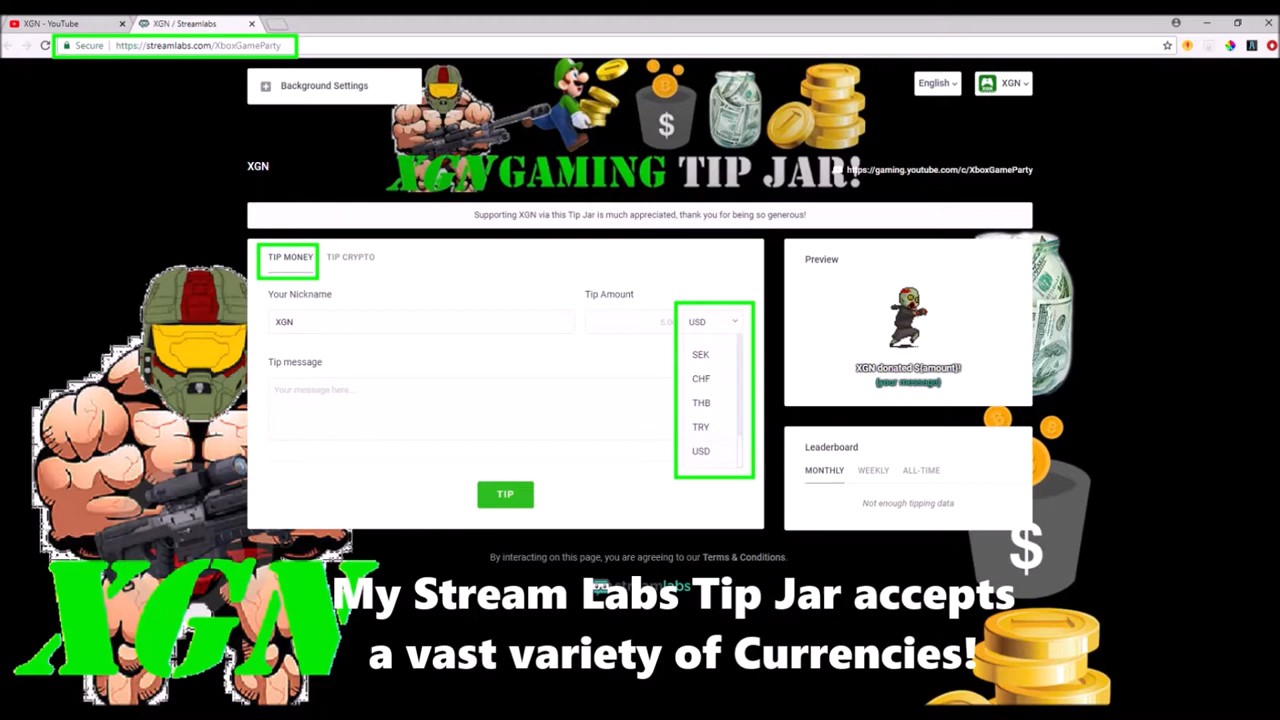 XGN - YouTube
XGN / Streamlabs
Secure
https://streamlabs.com/XboxGameParty
Background Settings
English
XGN
$
XGN
XGN GAMING TIP JAR!
https://gaming.youtube.com/c/XboxGameParty
Supporting XGN via this Tip Jar is much appreciated, thank you for being so generous!
TIP MONEY
TIP CRYPTO
Preview
Your Nickname
Tip Amount
XGN
5.0
USD
SEK
CHF
THB
TRY
USD
Tip message
Your message here...
XGN donated ${amount}!
{your message}
Leaderboard
MONTHLY
WEEKLY
ALL-TIME
Not enough tipping data
TIP
By interacting on this page, you are agreeing to our Terms & Conditions.
streamlabs
$
XGN
My Stream Labs Tip Jar accepts
a vast variety of Currencies!